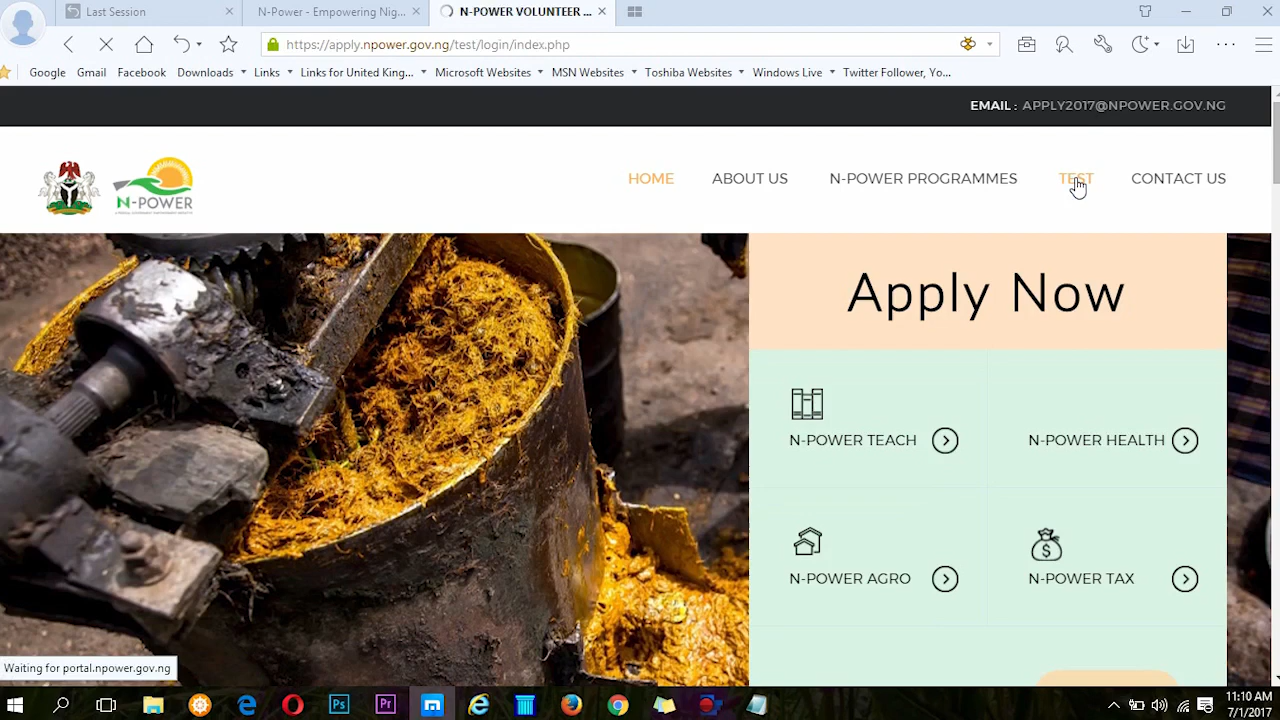 Last Session
N-Power - Empowering Nig...
N-POWER VOLUNTEER ...
https://apply.npower.gov.ng/test/login/index.php
Google
Gmail
Facebook
Downloads
Links
Links for United King...
Microsoft Websites
MSN Websites
Toshiba Websites
Windows Live
Twitter Follower, Yo...
EMAIL : APPLY2017@NPOWER.GOV.NG
N-POWER
HOME
ABOUT US
N-POWER PROGRAMMES
TEST
CONTACT US
Apply Now
N-POWER TEACH
N-POWER HEALTH
N-POWER AGRO
N-POWER TAX
Waiting for portal.npower.gov.ng
Ps
Pr
11:10 AM
7/1/2017